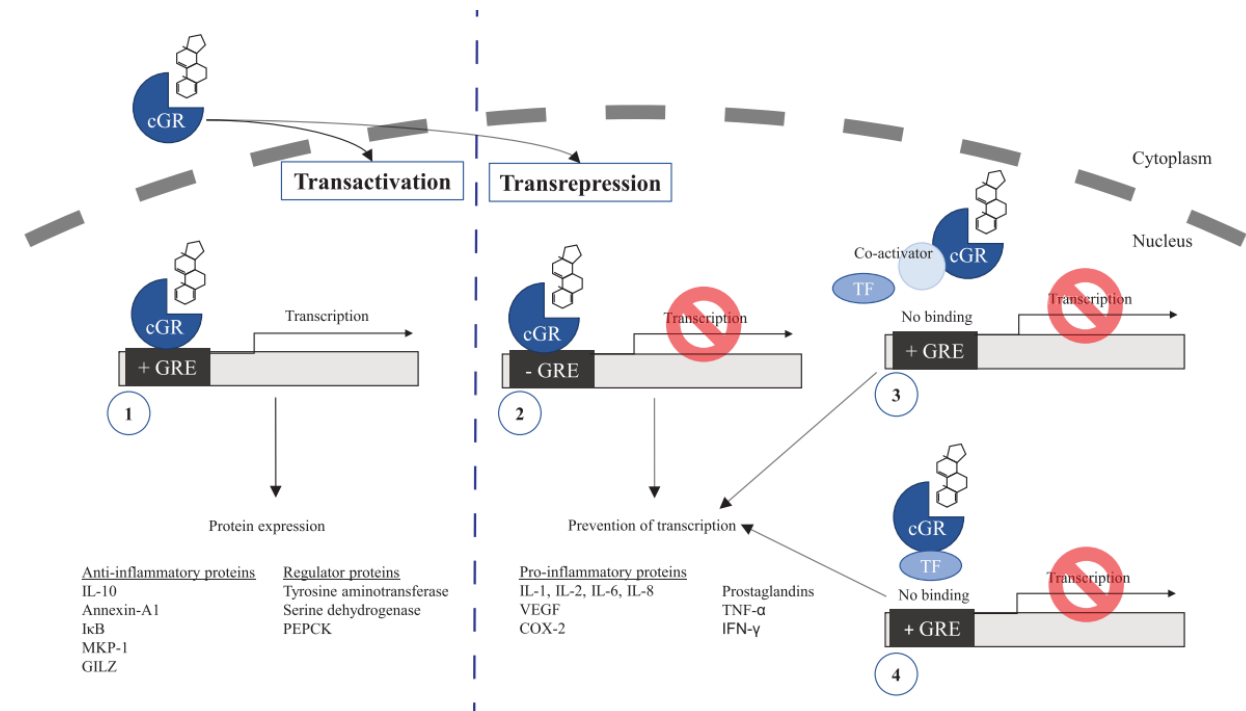 cGR
Transactivation
Transrepression
Cytoplasm
Nucleus
cGR
Transcription
+ GRE
1
cGR
Transcription
- GRE
2
Co-activator
cGR
TF
No binding
Transcription
+ GRE
3
Protein expression
Prevention of transcription
Anti-inflammatory proteins
IL-10
Annexin-A1
IκB
MKP-1
GILZ
Regulator proteins
Tyrosine aminotransferase
Serine dehydrogenase
PEPCK
Pro-inflammatory proteins
IL-1, IL-2, IL-6, IL-8
VEGF
COX-2
Prostaglandins
TNF-α
IFN-γ
cGR
TF
No binding
Transcription
+ GRE
4